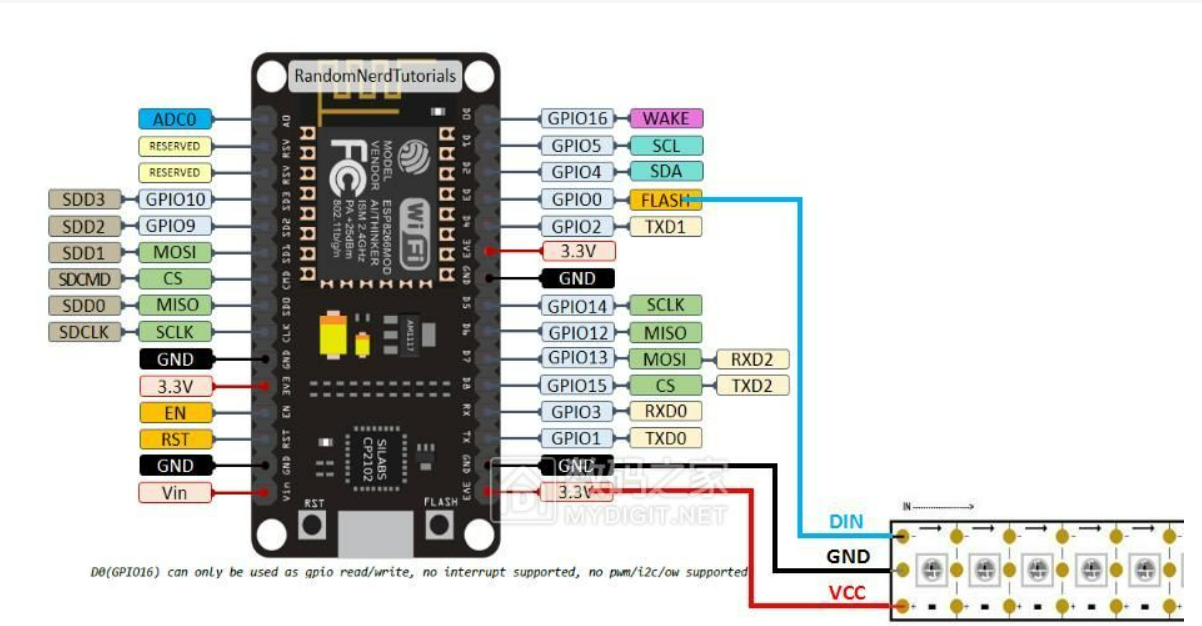 RandomNerdTutorials
ADC0 A0 D0 GPIO16 WAKE
RESERVED RSV D1 GPIO5 SCL
RESERVED RSV D2 GPIO4 SDA
SDD3 GPIO10 SD3 D3 GPIO0 FLASH
SDD2 GPIO9 SD2 D4 GPIO2 TXD1
SDD1 MOSI SD1 3V3 3.3V
SDCMD CS CMD GND GND
SDD0 MISO SD0 D5 GPIO14 SCLK
SDCLK SCLK CLK D6 GPIO12 MISO
GND GND D7 GPIO13 MOSI RXD2
3.3V 3V3 D8 GPIO15 CS TXD2
EN EN RX GPIO3 RXD0
RST RST TX GPIO1 TXD0
GND GND GND GND
Vin Vin 3V3 3.3V
MODEL ESP8266MOD
VENDOR AI/THINKER
ISM 2.4GHz
PA +25dBm
802.11b/g/n
FC
WiFi
AM1117
SILABS
CP2102
RST
FLASH
数码之家
MYDIGIT.NET
IN
DIN
GND
VCC
D0(GPIO16) can only be used as gpio read/write, no interrupt supported, no pwm/i2c/ow supported